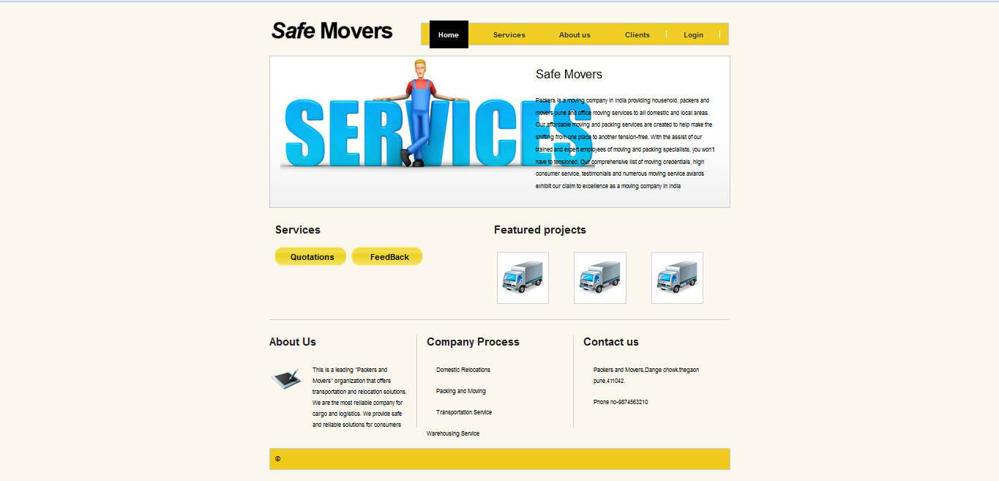 Safe Movers
Home Services About us Clients Login
SERVICES
Safe Movers
Packers is a moving company in india providing household, packers and
movers pune and office moving services to all domestic and local areas.
Our affordable moving and packing services are created to help make the
shifting from one place to another tension-free. With the assist of our
trained and expert employees of moving and packing specialists, you won't
have to tensioned. Our comprehensive list of moving credentials, high
consumer service, testimonials and numerous moving service awards
exhibit our claim to excellence as a moving company in india
Services
Quotations FeedBack
Featured projects
About Us
This is a leading "Packers and
Movers" organization that offers
transportation and relocation solutions.
We are the most reliable company for
cargo and logistics. We provide safe
and reliable solutions for consumers
Company Process
Domestic Relocations
Packing and Moving
Transportation Service
Warehousing Service
Contact us
Packers and Movers,Dange chowk,thegaon
pune,411042.
Phone no-9874563210
©